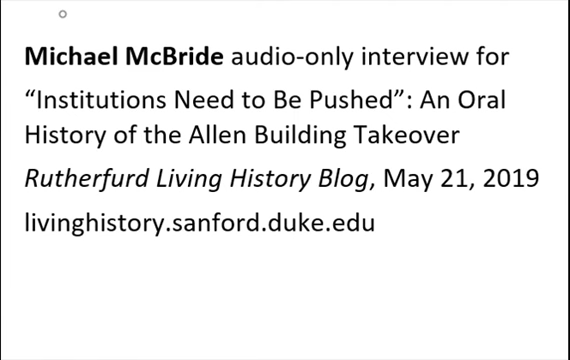 Michael McBride audio-only interview for
“Institutions Need to Be Pushed”: An Oral
History of the Allen Building Takeover
Rutherfurd Living History Blog, May 21, 2019
livinghistory.sanford.duke.edu